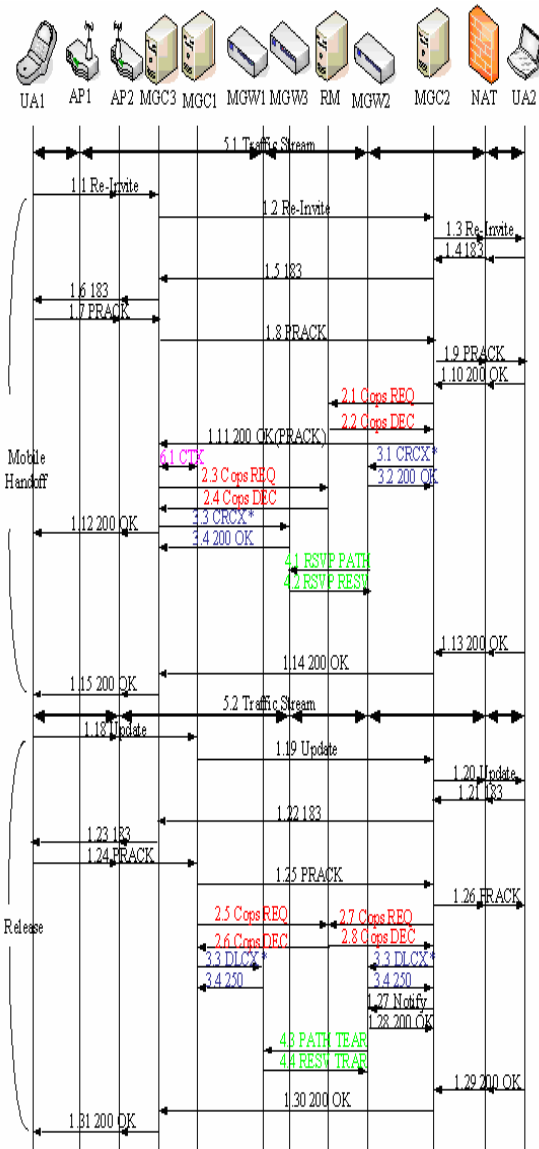 UA1 AP1 AP2 MGC3 MGC1 MGW1 MGW3 RM MGW2 MGC2 NAT UA2
5.1 Traffic Stream
1.1 Re-Invite
1.2 Re-Invite
1.3 Re-Invite
1.4 183
1.5 183
1.6 183
1.7 PRACK
1.8 PRACK
1.9 PRACK
1.10 200 OK
2.1 Cops REQ
2.2 Cops DEC
1.11 200 OK(PRACK)
6.1 CTX
3.1 CRCX*
Mobile
Handoff
2.3 Cops REQ
3.2 200 OK
2.4 Cops DEC
1.12 200 OK
3.3 CRCX*
3.4 200 OK
4.1 RSVP PATH
4.2 RSVP RESV
1.13 200 OK
1.14 200 OK
1.15 200 OK
5.2 Traffic Stream
1.18 Update
1.19 Update
1.20 Update
1.21 183
1.22 183
1.23 183
1.24 PRACK
1.25 PRACK
1.26 PRACK
Release
2.5 Cops REQ
2.7 Cops REQ
2.6 Cops DEC
2.8 Cops DEC
3.3 DLCX*
3.3 DLCX*
3.4 250
3.4 250
1.27 Notify
1.28 200 OK
4.3 PATH TEAR
4.4 RESV TRAR
1.29 200 OK
1.30 200 OK
1.31 200 OK